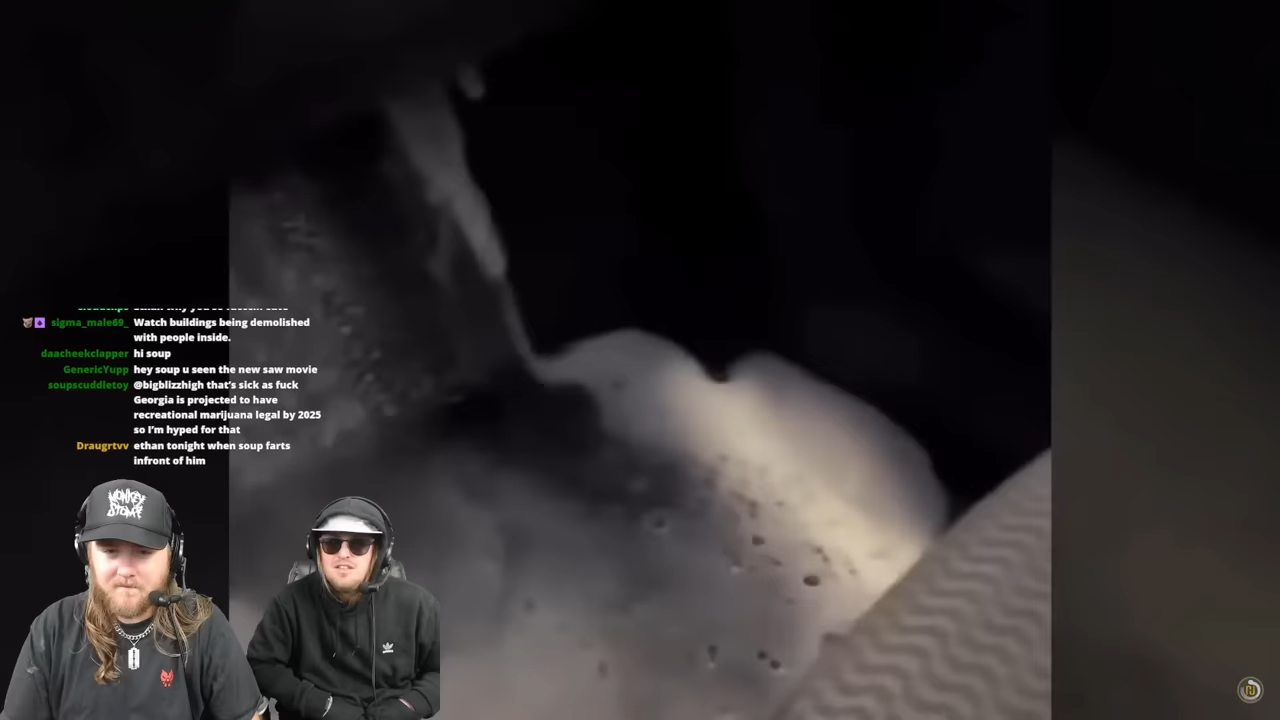 sigma_male69_ Watch buildings being demolished
with people inside.
daacheekclapper hi soup
GenericYupp hey soup u seen the new saw movie
soupscuddletoy @bigblizzhigh that's sick as fuck
Georgia is projected to have
recreational marijuana legal by 2025
so I'm hyped for that
Draugrtvv ethan tonight when soup farts
infront of him
MONKEY
STOMP